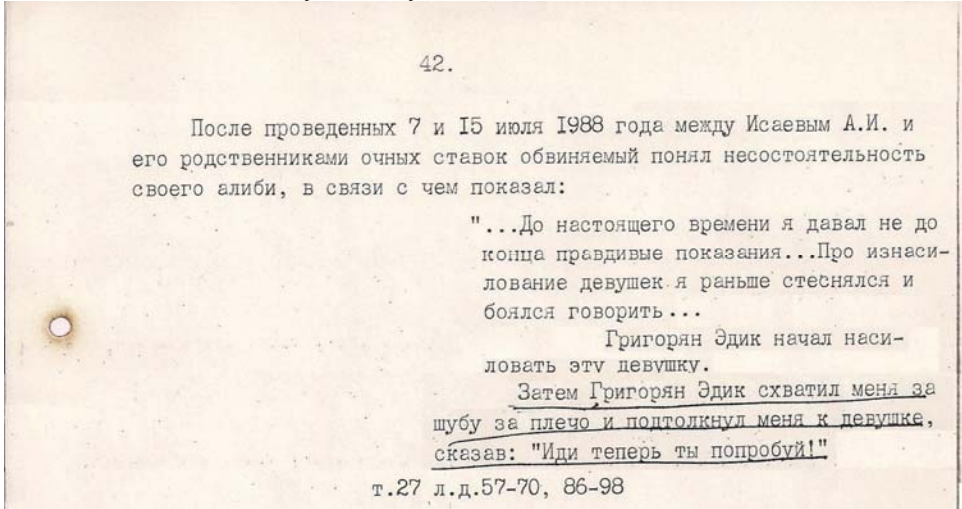 42.
После проведенных 7 и I5 июля I988 года между Исаевым А.И. и
его родственниками очных ставок обвиняемый понял несостоятельность
своего алиби, в связи с чем показал:
"...До настоящего времени я давал не до
конца правдивые показания...Про изнаси-
лование девушек я раньше стеснялся и
боялся говорить...
Григорян Эдик начал наси-
ловать эту девушку.
Затем Григорян Эдик схватил меня за
шубу за плечо и подтолкнул меня к девушке,
сказав: "Иди теперь ты попробуй!"
т.27 л.д.57-70, 86-98